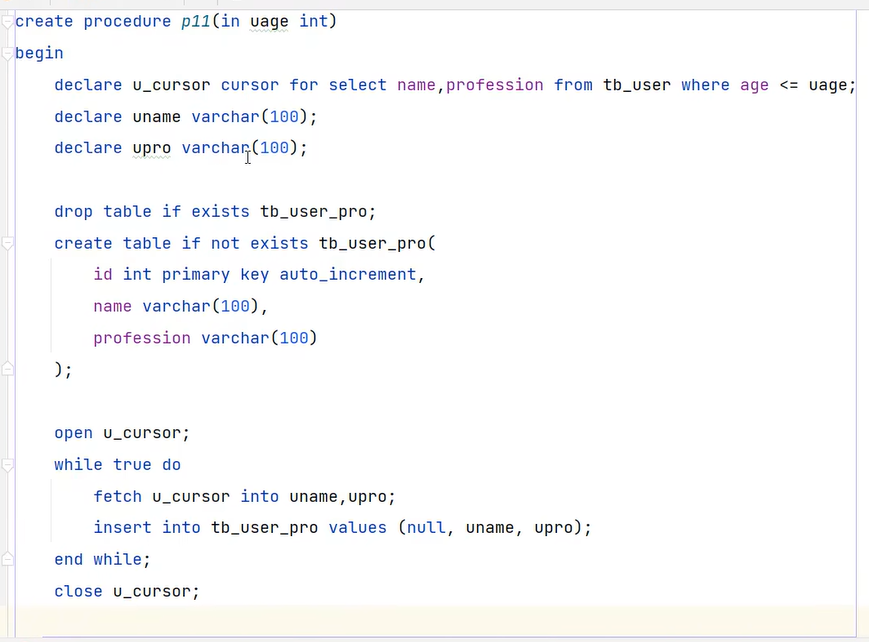 create procedure p11(in uage int)
begin
declare u_cursor cursor for select name,profession from tb_user where age <= uage;
declare uname varchar(100);
declare upro varchar(100);
drop table if exists tb_user_pro;
create table if not exists tb_user_pro(
id int primary key auto_increment,
name varchar(100),
profession varchar(100)
);
open u_cursor;
while true do
fetch u_cursor into uname,upro;
insert into tb_user_pro values (null, uname, upro);
end while;
close u_cursor;